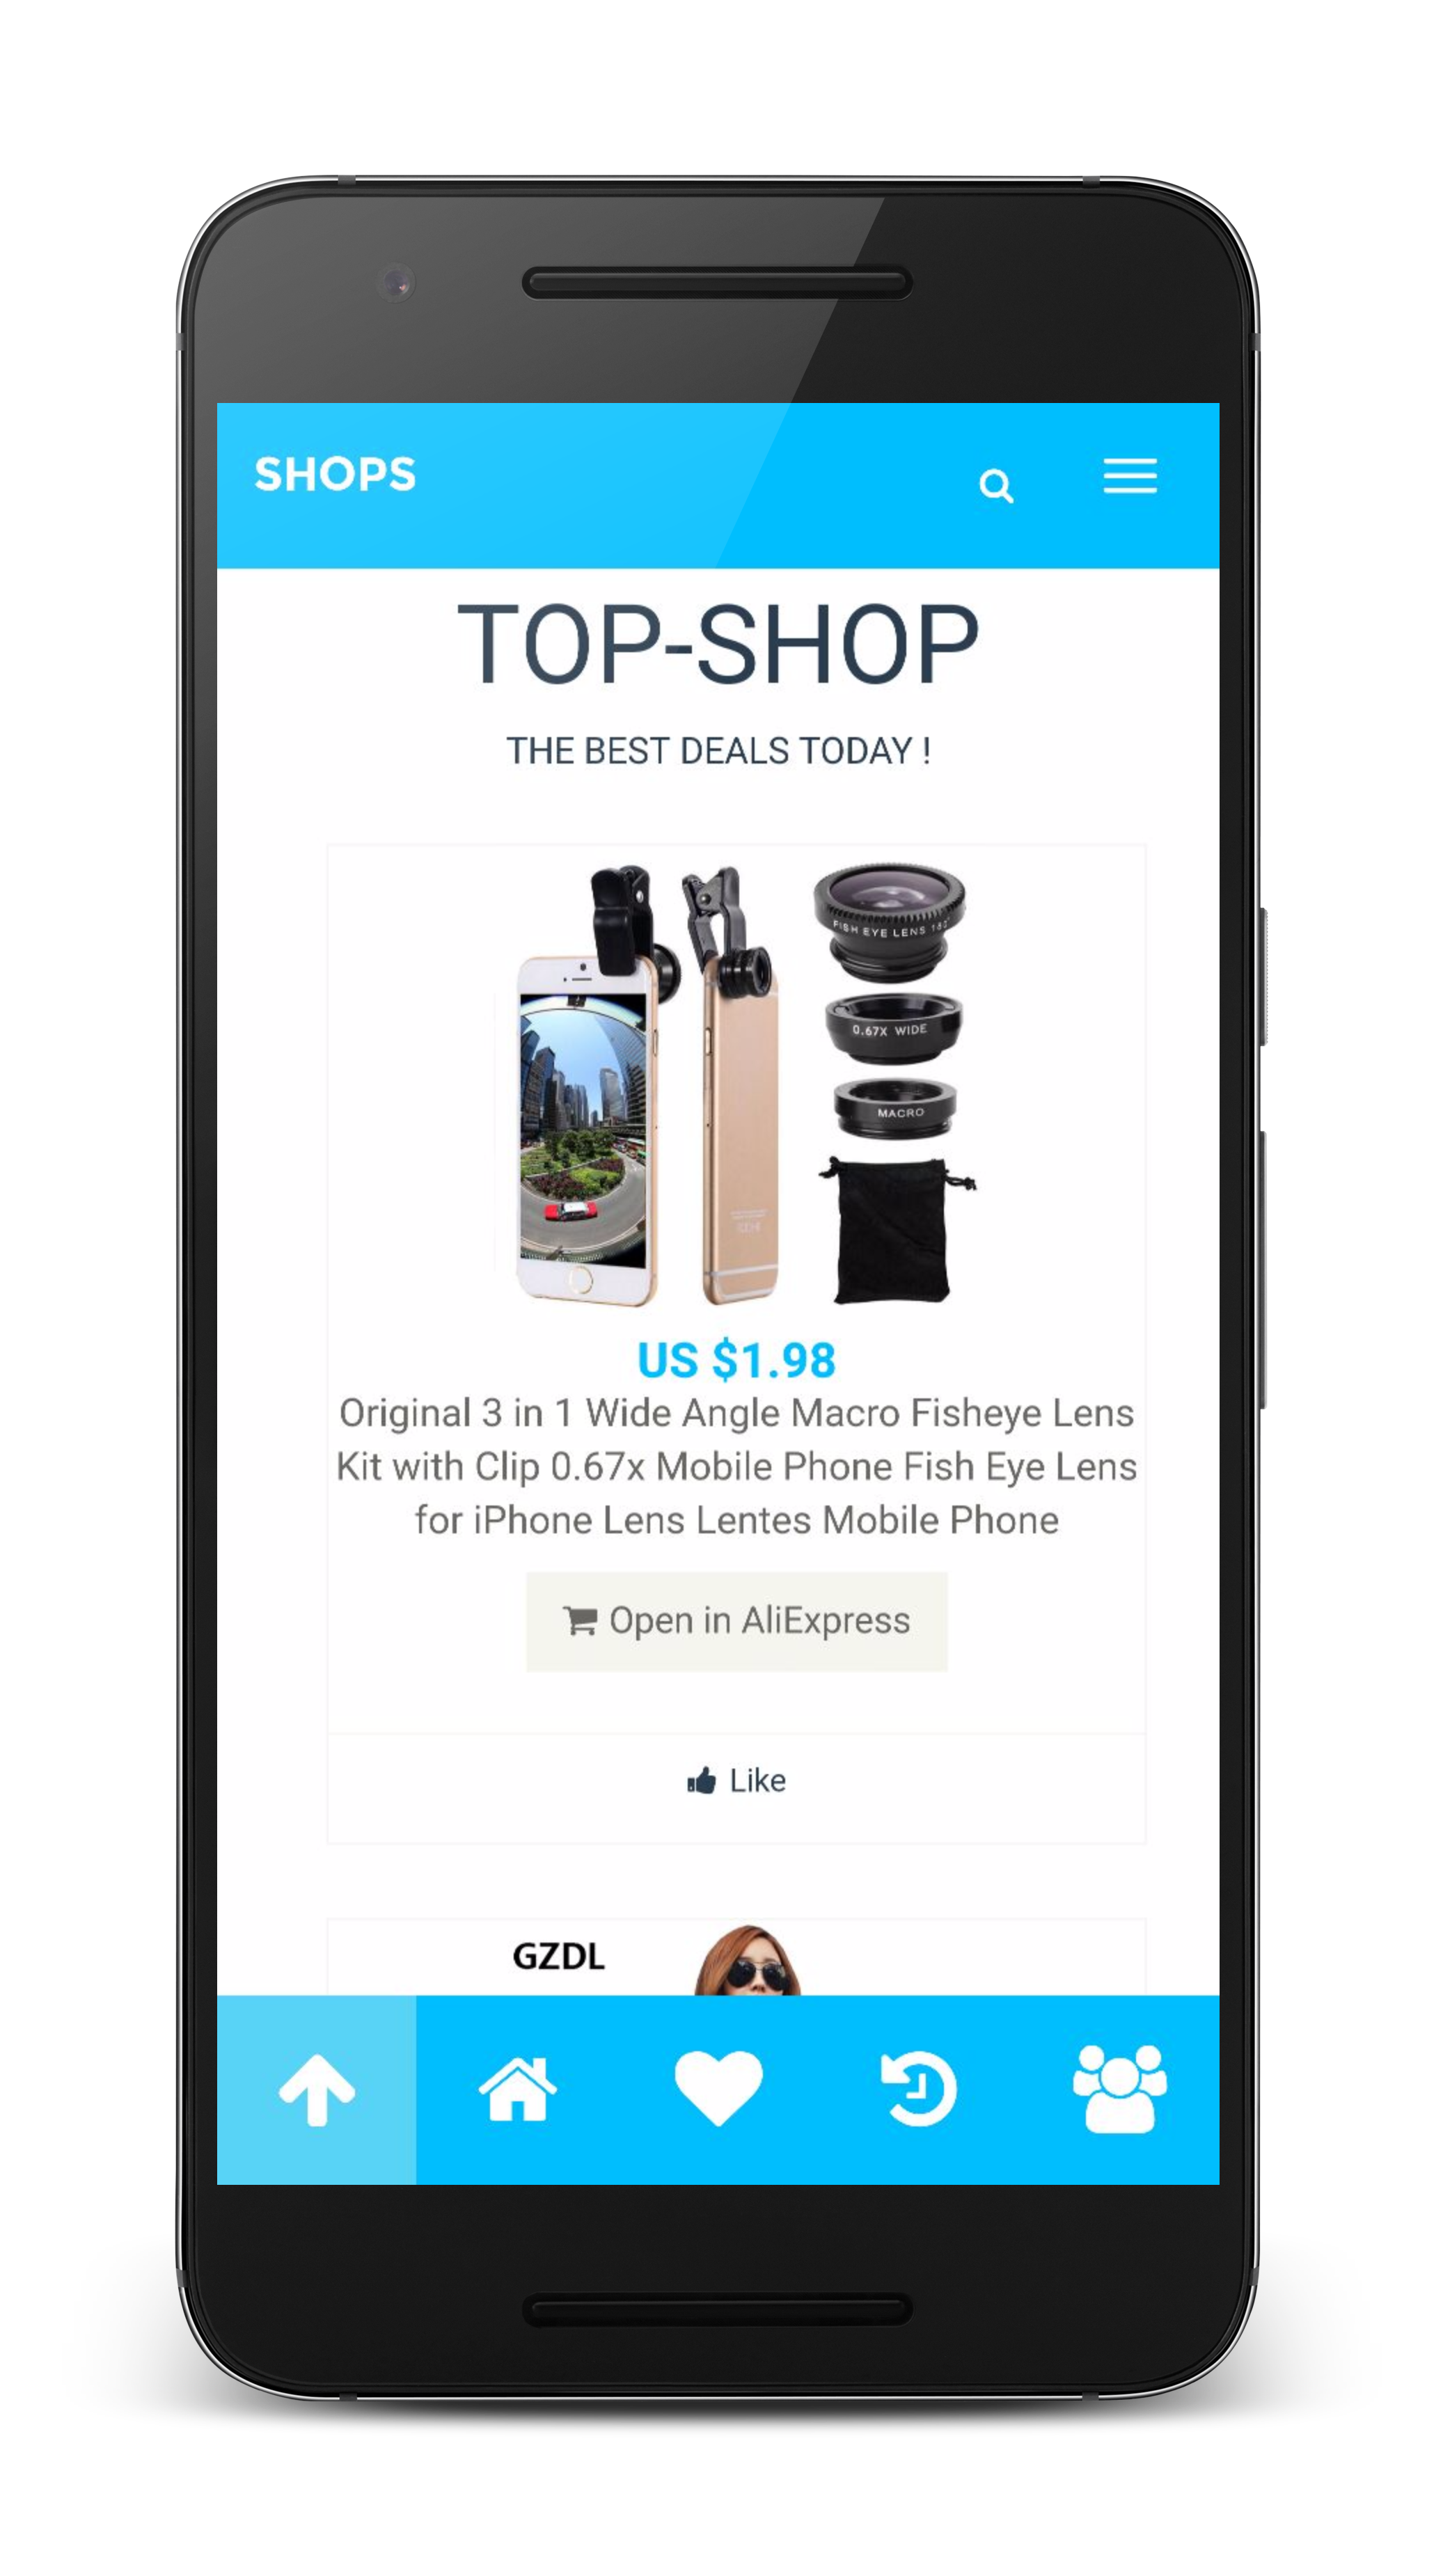 SHOPS
TOP-SHOP
THE BEST DEALS TODAY !
FISH EYE LENS 180°
0.67X WIDE
MACRO
US $1.98
Original 3 in 1 Wide Angle Macro Fisheye Lens
Kit with Clip 0.67x Mobile Phone Fish Eye Lens
for iPhone Lens Lentes Mobile Phone
Open in AliExpress
Like
GZDL